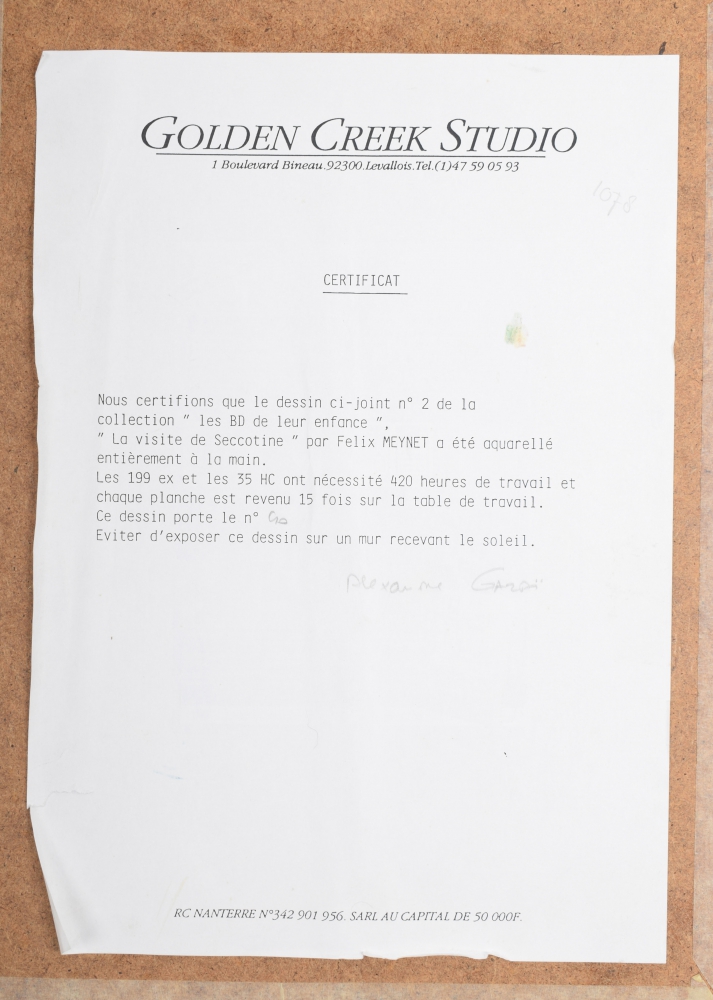 GOLDEN CREEK STUDIO
1 Boulevard Bineau.92300.Levallois.Tel.(1)47 59 05 93
1078
CERTIFICAT
Nous certifions que le dessin ci-joint n° 2 de la
collection " les BD de leur enfance ",
" La visite de Seccotine " par Felix MEYNET a été aquarellé
entièrement à la main.
Les 199 ex et les 35 HC ont nécessité 420 heures de travail et
chaque planche est revenu 15 fois sur la table de travail.
Ce dessin porte le n°
Eviter d'exposer ce dessin sur un mur recevant le soleil.
RC NANTERRE N°342 901 956. SARL AU CAPITAL DE 50 000F.